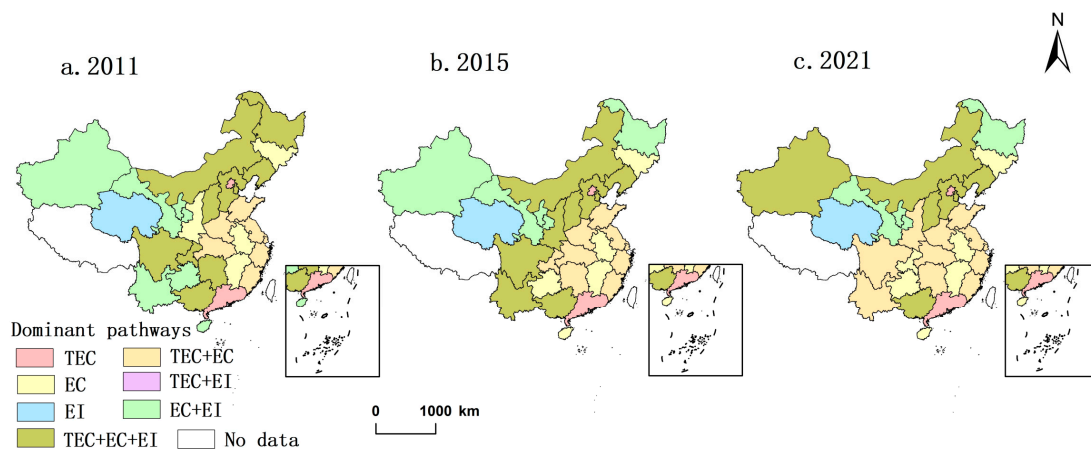 N
a. 2011
b. 2015
c. 2021
Dominant pathways
TEC
TEC+EC
EC
TEC+EI
EI
EC+EI
TEC+EC+EI
No data
0 1000 km